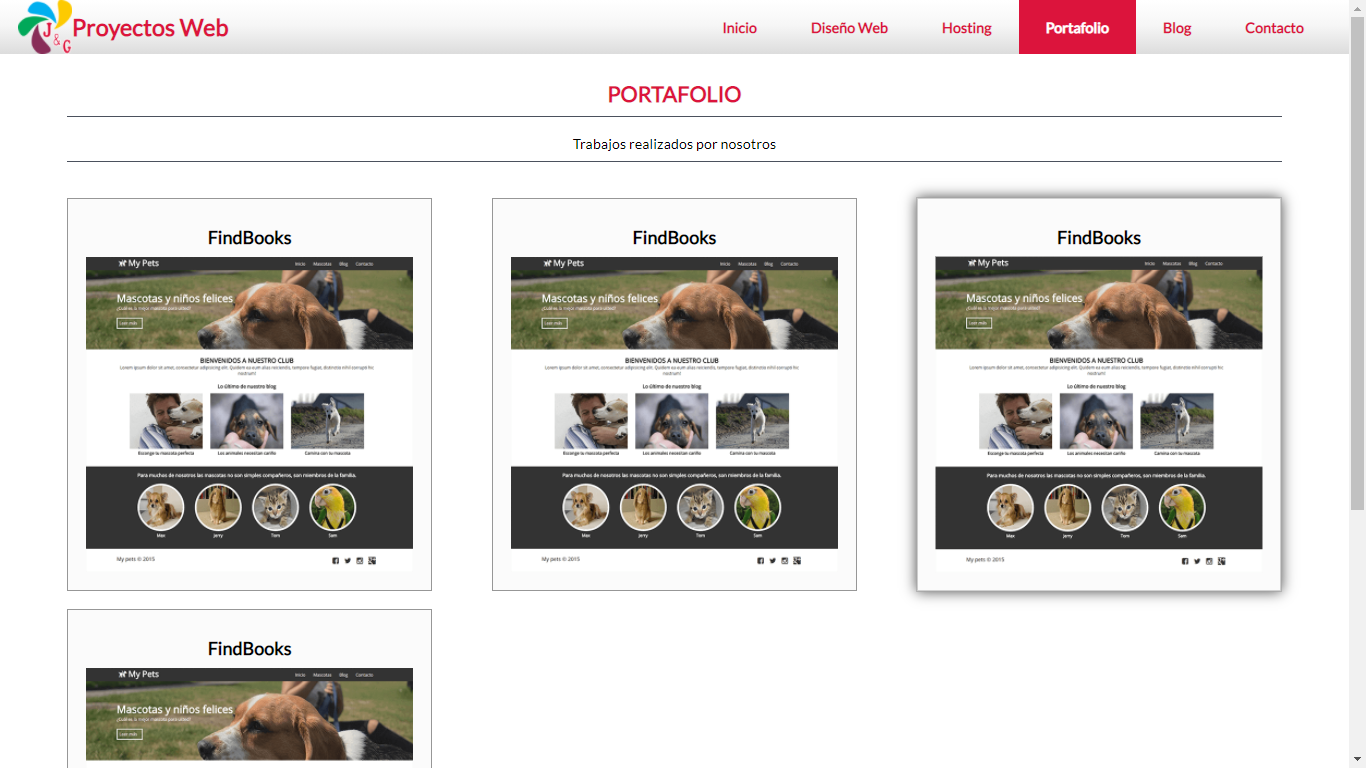 J & G Proyectos Web
Inicio Diseño Web Hosting Portafolio Blog Contacto
PORTAFOLIO
Trabajos realizados por nosotros
FindBooks
My Pets Inicio Mascotas Blog Contacto
Mascotas y niños felices
¿Cuál es la mejor mascota para ellos?
Leer más
BIENVENIDOS A NUESTRO CLUB
Lorem ipsum dolor sit amet, consectetur adipisicing elit. Quidem ea eum alias reiciendis, tempore fugiat, distinctio nihil corrupti hic
nostrum!
Lo último de nuestro blog
Escoge tu mascota perfecta Los animales necesitan cariño Camina con tu mascota
Para muchos de nosotros las mascotas no son simples compañeros, son miembros de la familia.
Max Jerry Tom Sam
My pets © 2015
FindBooks
My Pets Inicio Mascotas Blog Contacto
Mascotas y niños felices
¿Cuál es la mejor mascota para ellos?
Leer más
BIENVENIDOS A NUESTRO CLUB
Lorem ipsum dolor sit amet, consectetur adipisicing elit. Quidem ea eum alias reiciendis, tempore fugiat, distinctio nihil corrupti hic
nostrum!
Lo último de nuestro blog
Escoge tu mascota perfecta Los animales necesitan cariño Camina con tu mascota
Para muchos de nosotros las mascotas no son simples compañeros, son miembros de la familia.
Max Jerry Tom Sam
My pets © 2015
FindBooks
My Pets Inicio Mascotas Blog Contacto
Mascotas y niños felices
¿Cuál es la mejor mascota para ellos?
Leer más
BIENVENIDOS A NUESTRO CLUB
Lorem ipsum dolor sit amet, consectetur adipisicing elit. Quidem ea eum alias reiciendis, tempore fugiat, distinctio nihil corrupti hic
nostrum!
Lo último de nuestro blog
Escoge tu mascota perfecta Los animales necesitan cariño Camina con tu mascota
Para muchos de nosotros las mascotas no son simples compañeros, son miembros de la familia.
Max Jerry Tom Sam
My pets © 2015
FindBooks
My Pets Inicio Mascotas Blog Contacto
Mascotas y niños felices
¿Cuál es la mejor mascota para ellos?
Leer más